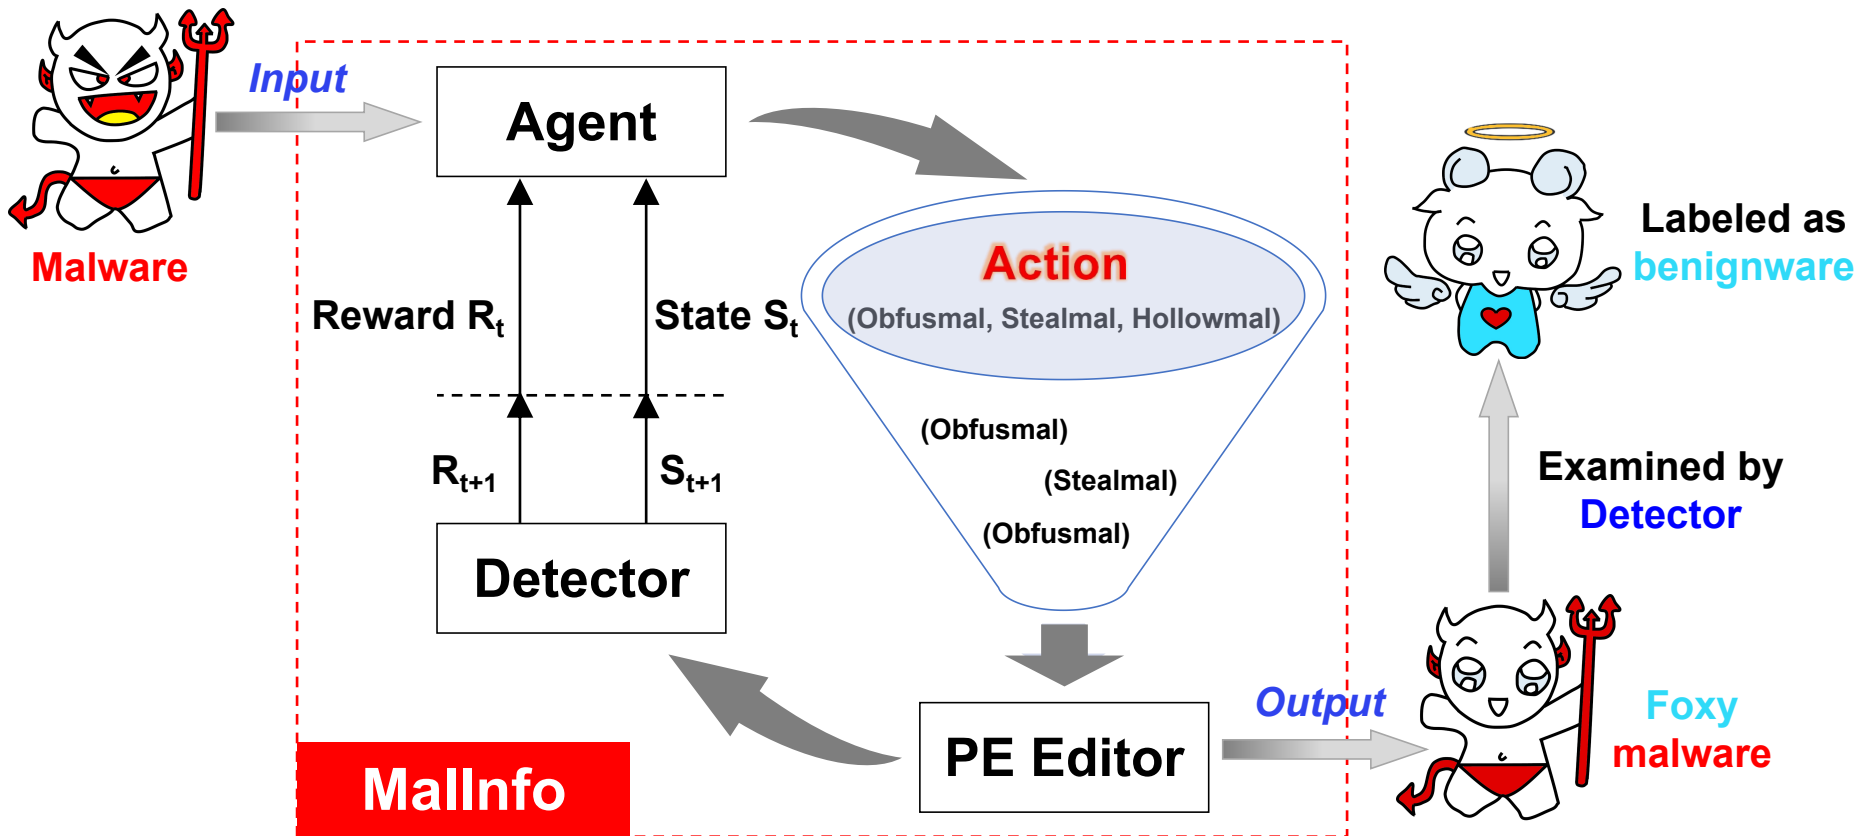 Input
Malware
Agent
Reward Rt
State St
Rt+1
St+1
Detector
Action
(Obfusmal, Stealmal, Hollowmal)
(Obfusmal)
(Stealmal)
(Obfusmal)
PE Editor
MalInfo
Output
Foxy
malware
Examined by
Detector
Labeled as
benignware